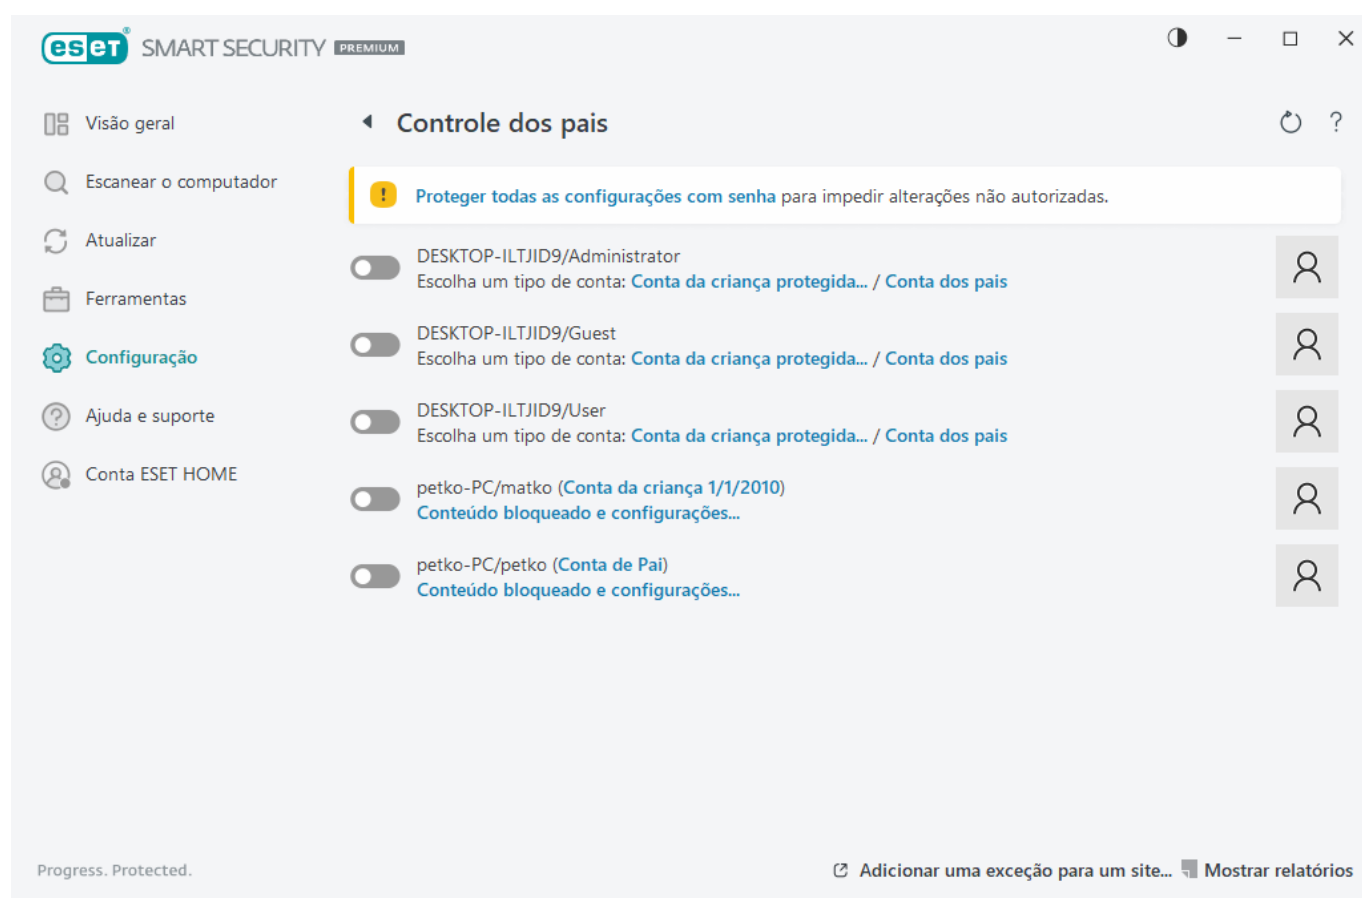 eset® SMART SECURITY PREMIUM
Visão geral
Escanear o computador
Atualizar
Ferramentas
Configuração
Ajuda e suporte
Conta ESET HOME
Controle dos pais
?
Proteger todas as configurações com senha para impedir alterações não autorizadas.
DESKTOP-ILTJID9/Administrator
Escolha um tipo de conta: Conta da criança protegida... / Conta dos pais
DESKTOP-ILTJID9/Guest
Escolha um tipo de conta: Conta da criança protegida... / Conta dos pais
DESKTOP-ILTJID9/User
Escolha um tipo de conta: Conta da criança protegida... / Conta dos pais
petko-PC/matko (Conta da criança 1/1/2010)
Conteúdo bloqueado e configurações...
petko-PC/petko (Conta de Pai)
Conteúdo bloqueado e configurações...
Progress. Protected.
Adicionar uma exceção para um site... Mostrar relatórios